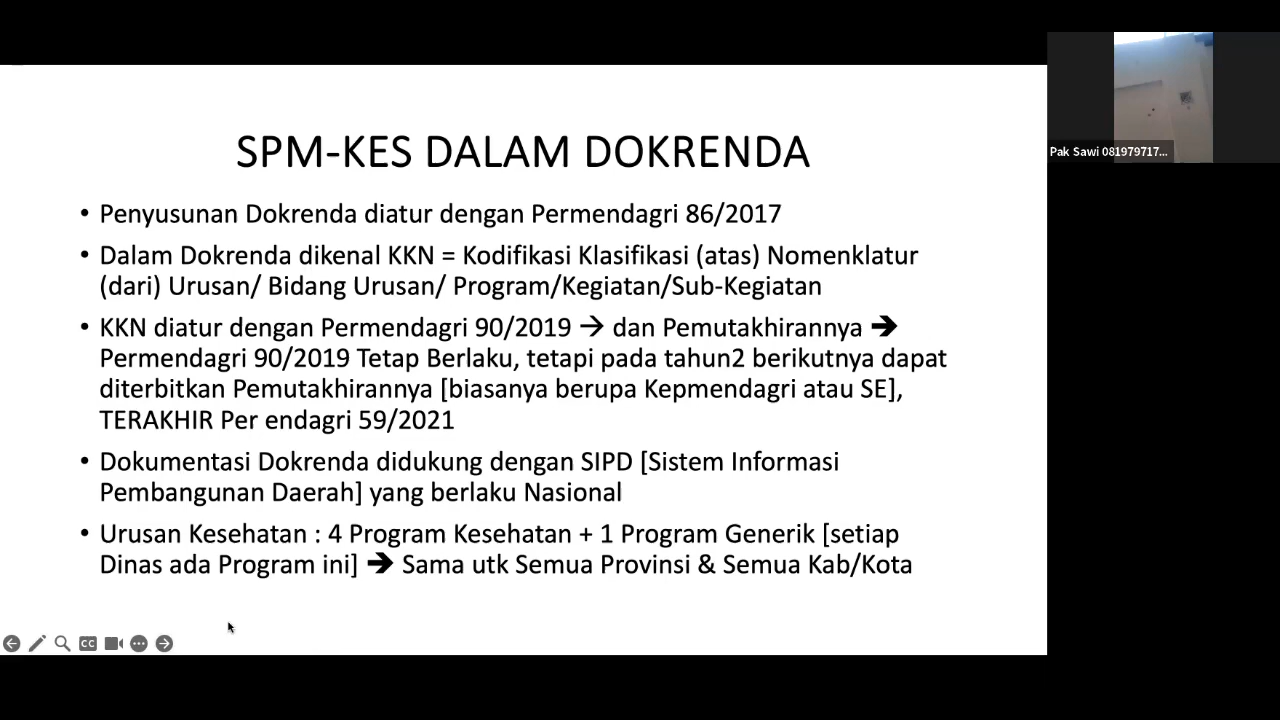 SPM-KES DALAM DOKRENDA
• Penyusunan Dokrenda diatur dengan Permendagri 86/2017
• Dalam Dokrenda dikenal KKN = Kodifikasi Klasifikasi (atas) Nomenklatur
(dari) Urusan/ Bidang Urusan/ Program/Kegiatan/Sub-Kegiatan
• KKN diatur dengan Permendagri 90/2019 → dan Pemutakhirannya ➔
Permendagri 90/2019 Tetap Berlaku, tetapi pada tahun2 berikutnya dapat
diterbitkan Pemutakhirannya [biasanya berupa Kepmendagri atau SE],
TERAKHIR Per endagri 59/2021
• Dokumentasi Dokrenda didukung dengan SIPD [Sistem Informasi
Pembangunan Daerah] yang berlaku Nasional
• Urusan Kesehatan : 4 Program Kesehatan + 1 Program Generik [setiap
Dinas ada Program ini] ➔ Sama utk Semua Provinsi & Semua Kab/Kota
CC
Pak Sawi 081979717...